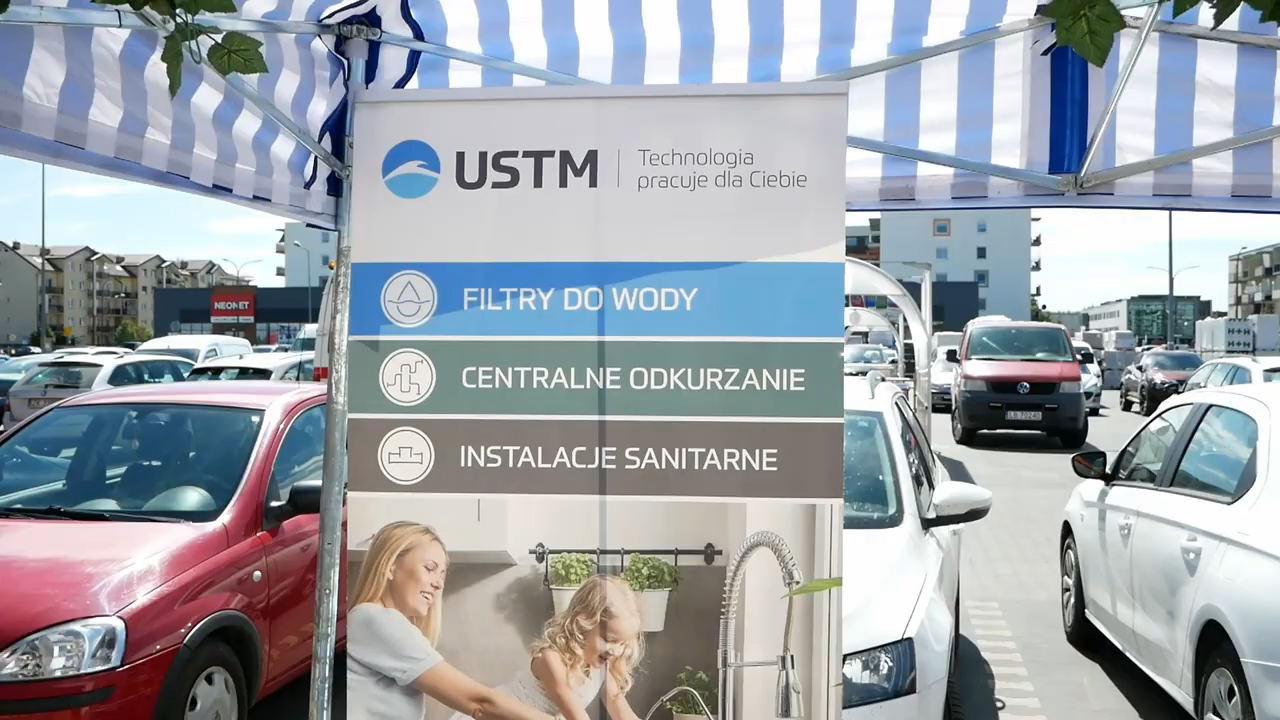 USTM
Technologia
pracuje dla Ciebie
FILTRY DO WODY
CENTRALNE ODKURZANIE
INSTALACJE SANITARNE
NEONET
H+H H+H